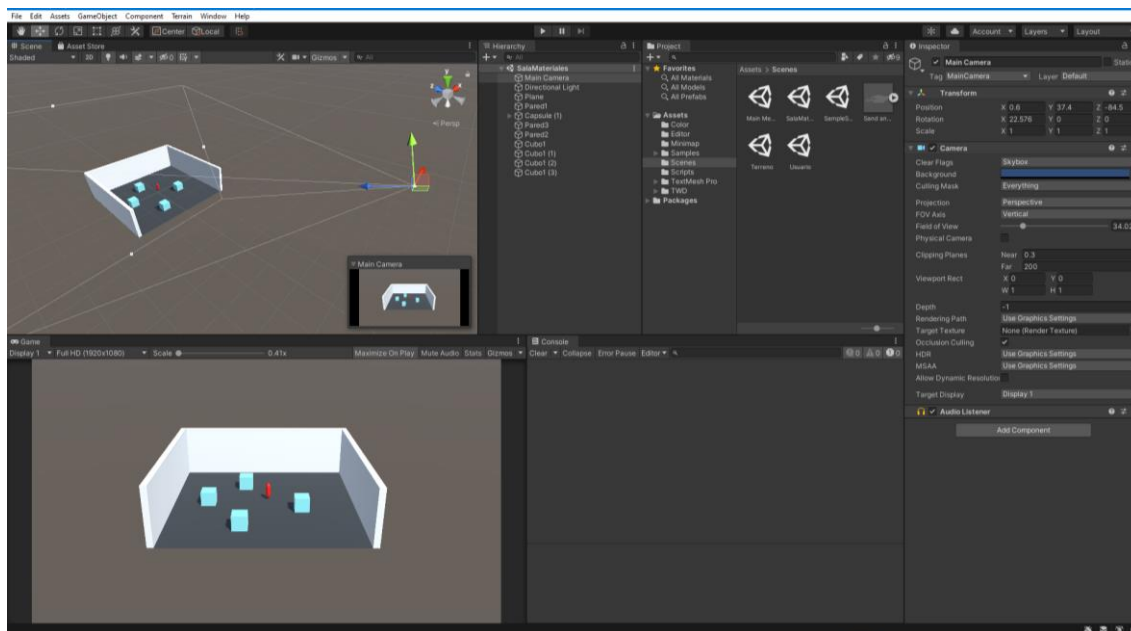 File Edit Assets GameObject Component Terrain Window Help
Center Local
Account Layers Layout
Scene Asset Store
Shaded 2D Gizmos All
Persp
Main Camera
Hierarchy
All
SalaMateriales
Main Camera
Directional Light
Plane
Pared1
Capsule (1)
Pared3
Pared2
Cubo1
Cubo1 (1)
Cubo1 (2)
Cubo1 (3)
Project
9
Favorites
All Materials
All Models
All Prefabs
Assets
Color
Editor
Minimap
Samples
Scenes
Scripts
TextMesh Pro
TWD
Packages
Assets > Scenes
Main Me...
SalaMat...
SampleS...
Send an...
Terreno
Usuario
Inspector
Main Camera Static
Tag MainCamera Layer Default
Transform
Position X 0.6 Y 37.4 Z -84.5
Rotation X 22.576 Y 0 Z 0
Scale X 1 Y 1 Z 1
Camera
Clear Flags Skybox
Background
Culling Mask Everything
Projection Perspective
FOV Axis Vertical
Field of View 34.02
Physical Camera
Clipping Planes Near 0.3
Far 200
Viewport Rect X 0 Y 0
W 1 H 1
Depth -1
Rendering Path Use Graphics Settings
Target Texture None (Render Texture)
Occlusion Culling
HDR Use Graphics Settings
MSAA Use Graphics Settings
Allow Dynamic Resolution
Target Display Display 1
Audio Listener
Add Component
Game
Display 1 Full HD (1920x1080) Scale 0.41x Maximize On Play Mute Audio Stats Gizmos
Console
Clear Collapse Error Pause Editor 0 0 0